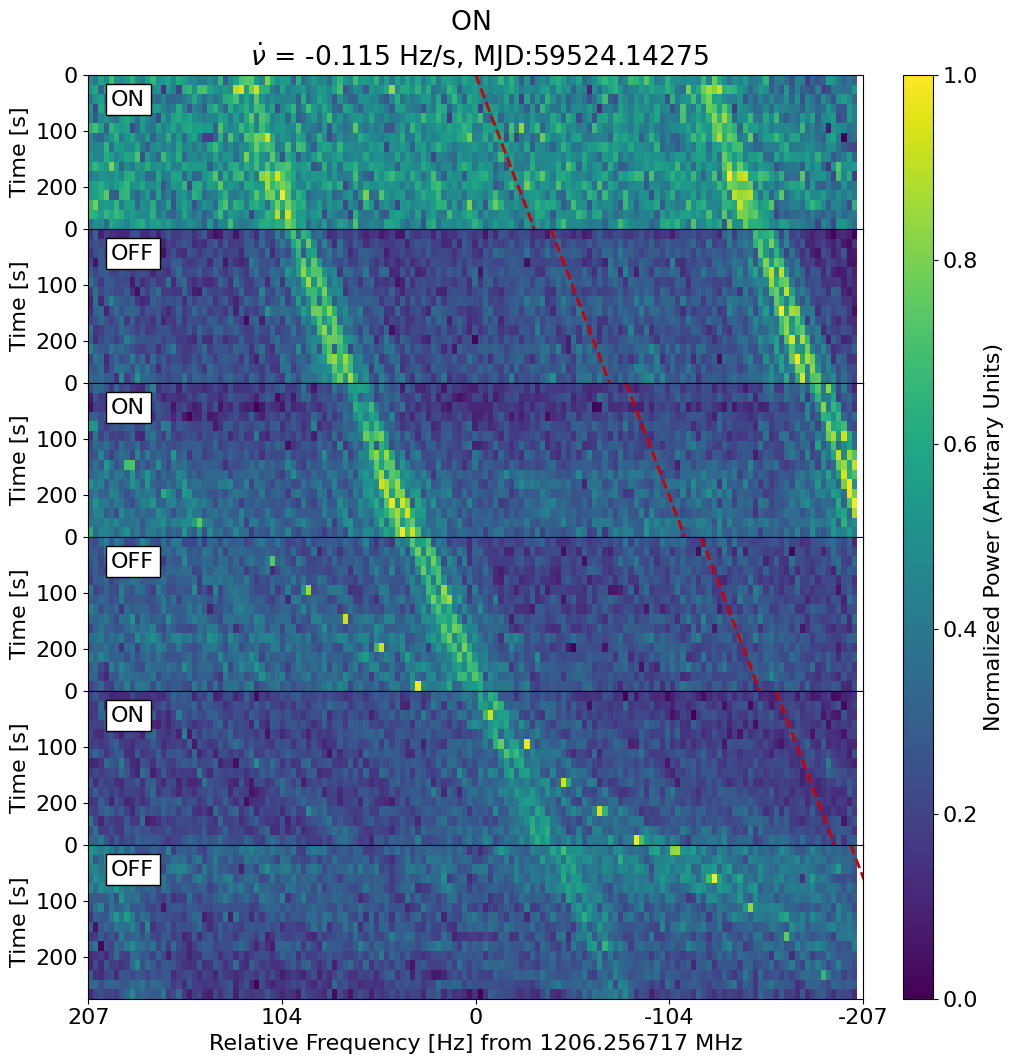 ON
ν̇ = -0.115 Hz/s, MJD:59524.14275
0
ON
100
Time [s]
200
0
OFF
100
Time [s]
200
0
ON
100
Time [s]
200
0
OFF
100
Time [s]
200
0
ON
100
Time [s]
200
0
OFF
100
Time [s]
200
207 104 0 -104 -207
Relative Frequency [Hz] from 1206.256717 MHz
1.0
0.8
0.6
0.4
0.2
0.0
Normalized Power (Arbitrary Units)